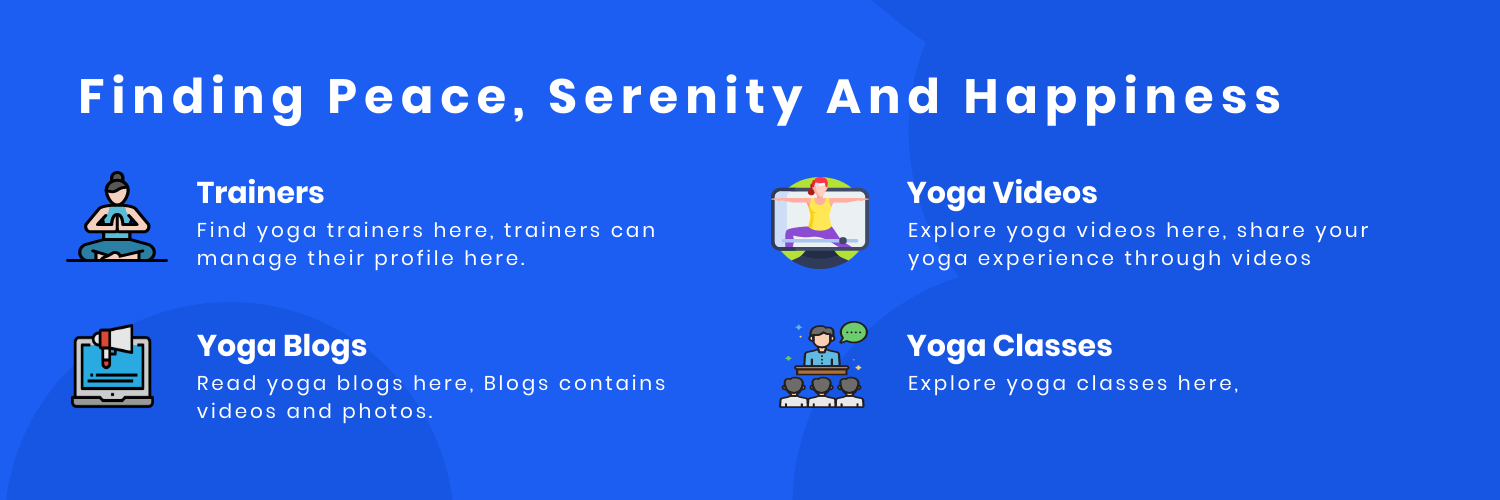 Finding Peace, Serenity And Happiness
Trainers
Find yoga trainers here, trainers can
manage their profile here.
Yoga Videos
Explore yoga videos here, share your
yoga experience through videos
Yoga Blogs
Read yoga blogs here, Blogs contains
videos and photos.
Yoga Classes
Explore yoga classes here,